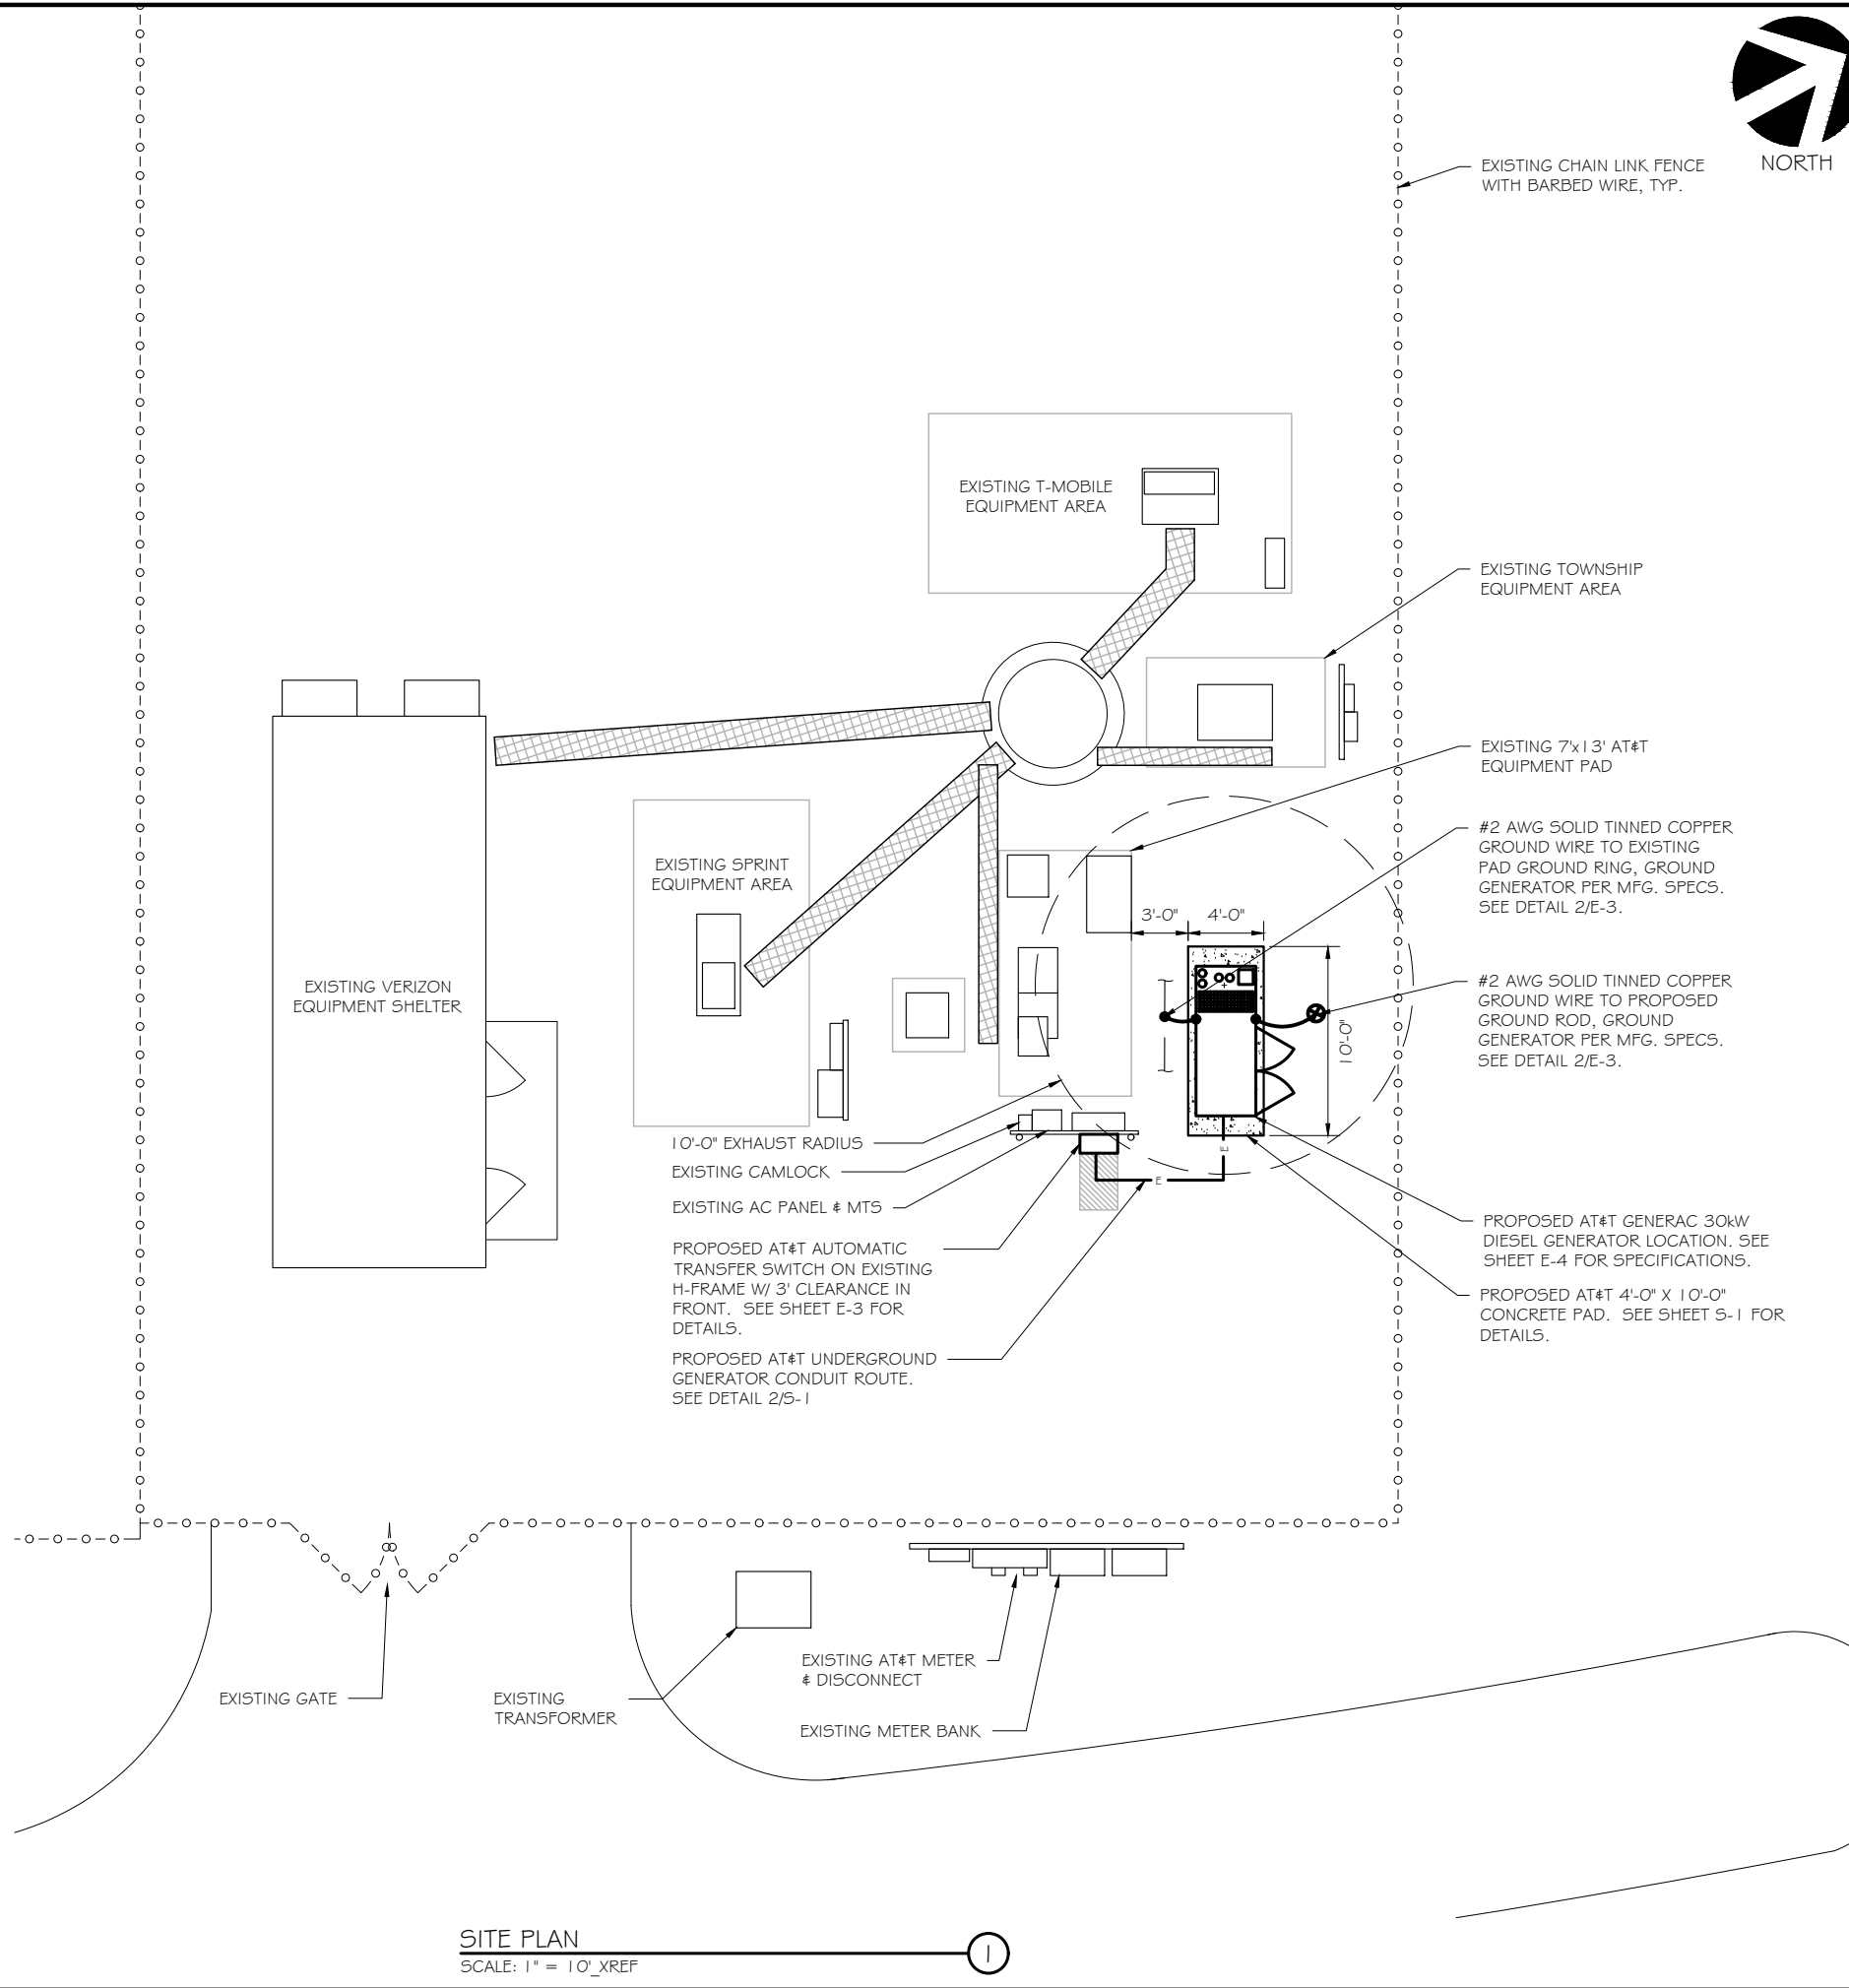 NORTH
EXISTING CHAIN LINK FENCE
WITH BARBED WIRE, TYP.
EXISTING T-MOBILE
EQUIPMENT AREA
EXISTING TOWNSHIP
EQUIPMENT AREA
EXISTING 7'x13' AT&T
EQUIPMENT PAD
#2 AWG SOLID TINNED COPPER
GROUND WIRE TO EXISTING
PAD GROUND RING, GROUND
GENERATOR PER MFG. SPECS.
SEE DETAIL 2/E-3.
EXISTING SPRINT
EQUIPMENT AREA
3'-0"
4'-0"
10'-0"
EXISTING VERIZON
EQUIPMENT SHELTER
#2 AWG SOLID TINNED COPPER
GROUND WIRE TO PROPOSED
GROUND ROD, GROUND
GENERATOR PER MFG. SPECS.
SEE DETAIL 2/E-3.
10'-0" EXHAUST RADIUS
EXISTING CAMLOCK
EXISTING AC PANEL & MTS
E
E
PROPOSED AT&T AUTOMATIC
TRANSFER SWITCH ON EXISTING
H-FRAME W/ 3' CLEARANCE IN
FRONT. SEE SHEET E-3 FOR
DETAILS.
PROPOSED AT&T UNDERGROUND
GENERATOR CONDUIT ROUTE.
SEE DETAIL 2/S-1
PROPOSED AT&T GENERAC 30kW
DIESEL GENERATOR LOCATION. SEE
SHEET E-4 FOR SPECIFICATIONS.
PROPOSED AT&T 4'-0" X 10'-0"
CONCRETE PAD. SEE SHEET S-1 FOR
DETAILS.
EXISTING GATE
EXISTING
TRANSFORMER
EXISTING AT&T METER
& DISCONNECT
EXISTING METER BANK
SITE PLAN
SCALE: 1" = 10'_XREF
1